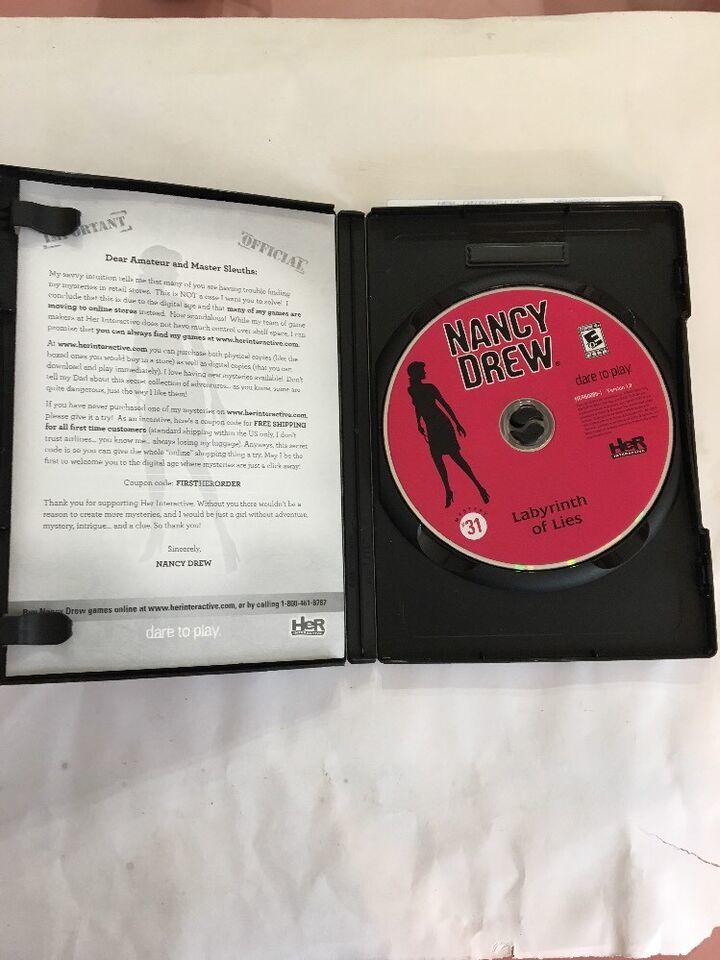 IMPORTANT
OFFICIAL
Dear Amateur and Master Sleuths:
My savvy intuition tells me that many of you are having trouble finding
my mysteries in retail stores. This is NOT a case I want you to solve! I
conclude that this is due to the digital age and that many of my games are
moving to online stores instead. How scandalous! While my team of game
makers at Her Interactive does not have much control over shelf space, I can
promise that you can always find my games at www.herinteractive.com.
At www.herinteractive.com you can purchase both physical copies (like the
boxed ones you would buy in a store) as well as digital copies (that you can
download and play immediately). I love having new mysteries available! Don't
tell my Dad about this secret collection of adventures... as you know, some are
quite dangerous, just the way I like them!
If you have never purchased one of my mysteries on www.herinteractive.com,
please give it a try! As an incentive, here's a coupon code for FREE SHIPPING
for all first time customers (standard shipping within the US only, I don't
trust airlines... you know me... always losing my luggage). Anyways, this secret
code is so you can give the whole "online" shopping thing a try. May I be the
first to welcome you to the digital age where mysteries are just a click away!
Coupon code: FIRSTHERORDER
Thank you for supporting Her Interactive. Without you there wouldn't be a
reason to create more mysteries, and I would be just a girl without adventure,
mystery, intrigue... and a clue. So thank you!
Sincerely,
NANCY DREW
Buy Nancy Drew games online at www.herinteractive.com, or by calling 1-800-461-8787
dare to play.
HeR
INTERACTIVE
NANCY
DREW®
EVERYONE 10+
E
ESRB
dare to play
Version 1.0
HeR
INTERACTIVE
MYSTERY
#31
Labyrinth
of Lies